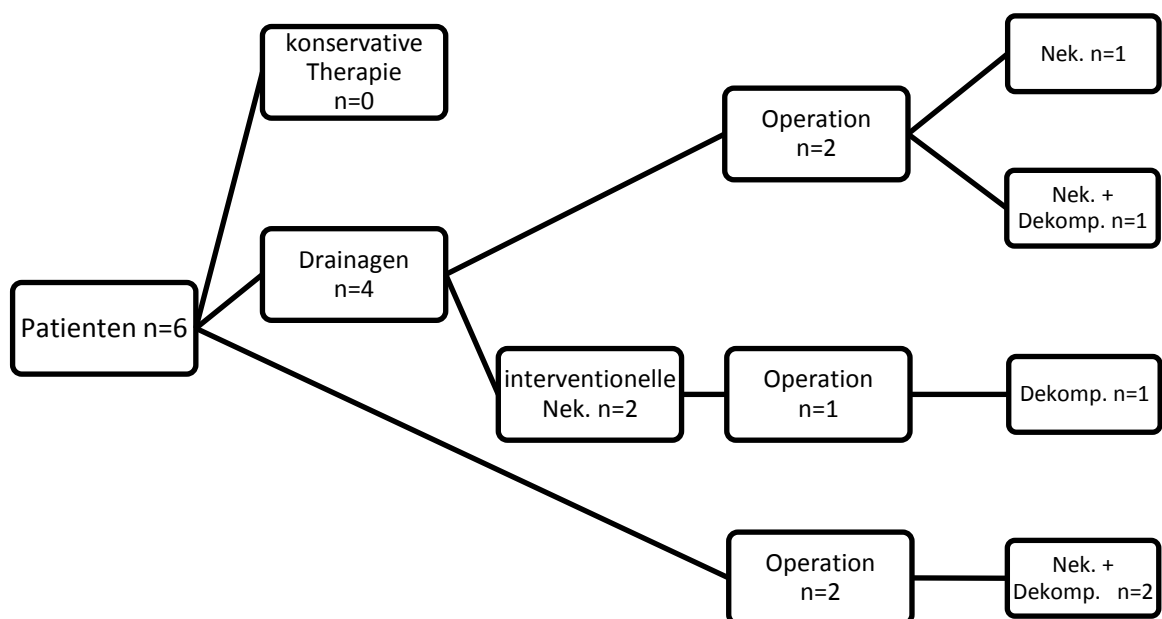 konservative
Therapie
n=0
Nek. n=1
Operation
n=2
Nek. +
Dekomp. n=1
Drainagen
n=4
Patienten n=6
interventionelle
Nek. n=2
Operation
n=1
Dekomp. n=1
Operation
n=2
Nek. +
Dekomp. n=2